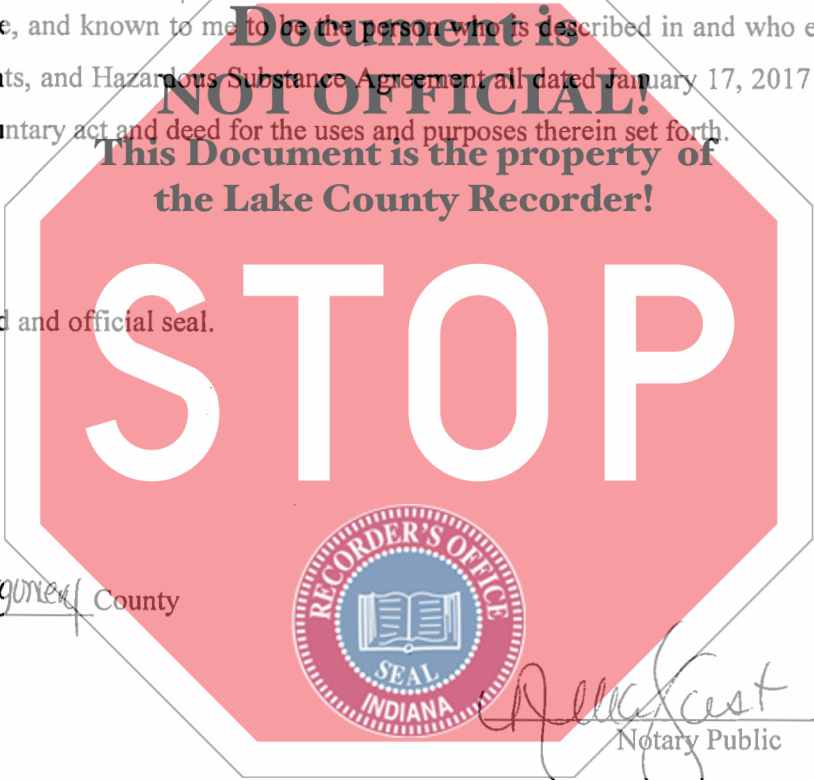 e, and known to me to be the person who is described in and who e
Document is
ts, and Hazardous Substance Agreement all dated January 17, 2017
NOT OFFICIAL!
untary act and deed for the uses and purposes therein set forth.
This Document is the property of
the Lake County Recorder!
d and official seal.
STOP
RECORDER'S OFFICE
SEAL
INDIANA
County
Notary Public